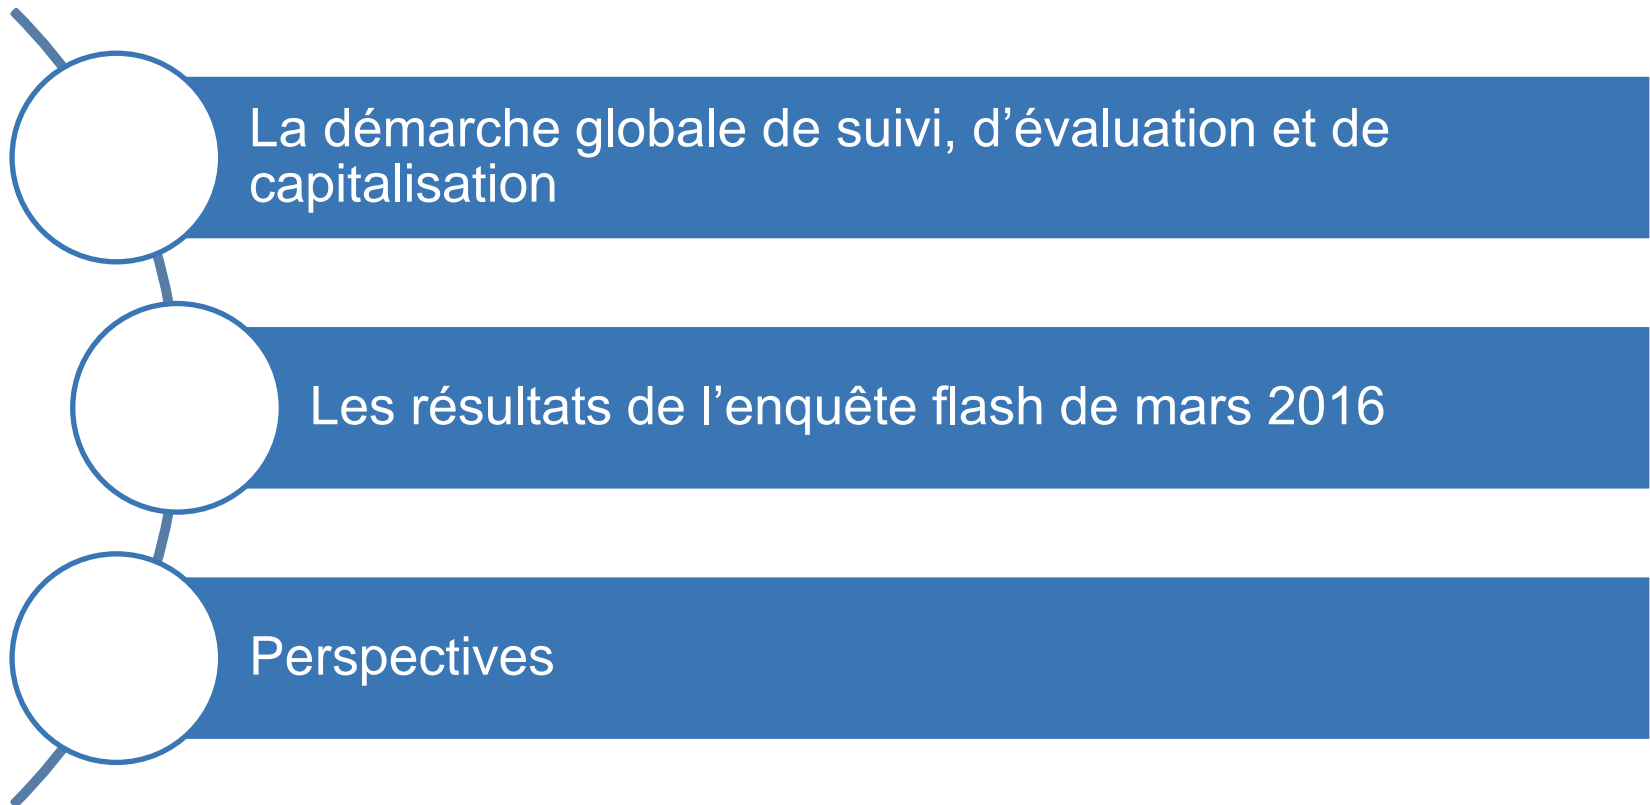 La démarche globale de suivi, d’évaluation et de
capitalisation
Les résultats de l’enquête flash de mars 2016
Perspectives